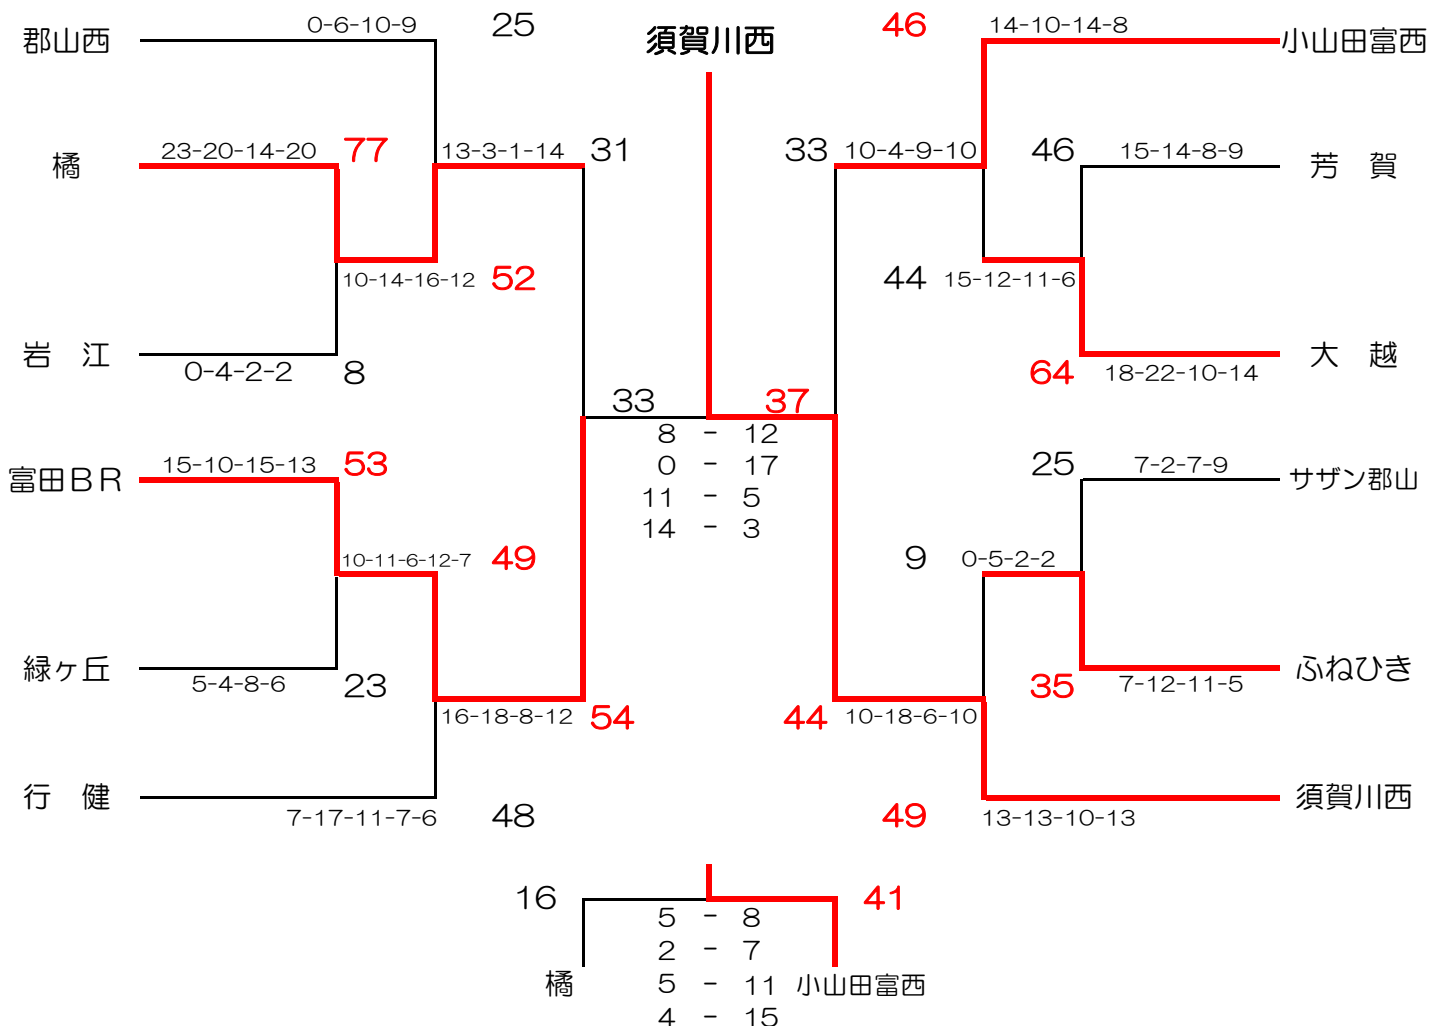 0-6-10-9 25 46 14-10-14-8
郡山西 須賀川西 小山田富西
23-20-14-20 77 13-3-1-14 31 33 10-4-9-10 46 15-14-8-9
橘 芳　賀
10-14-16-12 52 44 15-12-11-6
岩　江 大　越
0-4-2-2 8 64 18-22-10-14
33 37
8 - 12
15-10-15-13 53 0 - 17 25 7-2-7-9
富田ＢＲ サザン郡山
11 - 5
14 - 3
10-11-6-12-7 49 9 0-5-2-2
緑ヶ丘 ふねひき
5-4-8-6 23 35 7-12-11-5
16-18-8-12 54 44 10-18-6-10
行　健 須賀川西
7-17-11-7-6 48 49 13-13-10-13
16 41
5 - 8
2 - 7
橘 5 - 11 小山田富西
4 - 15